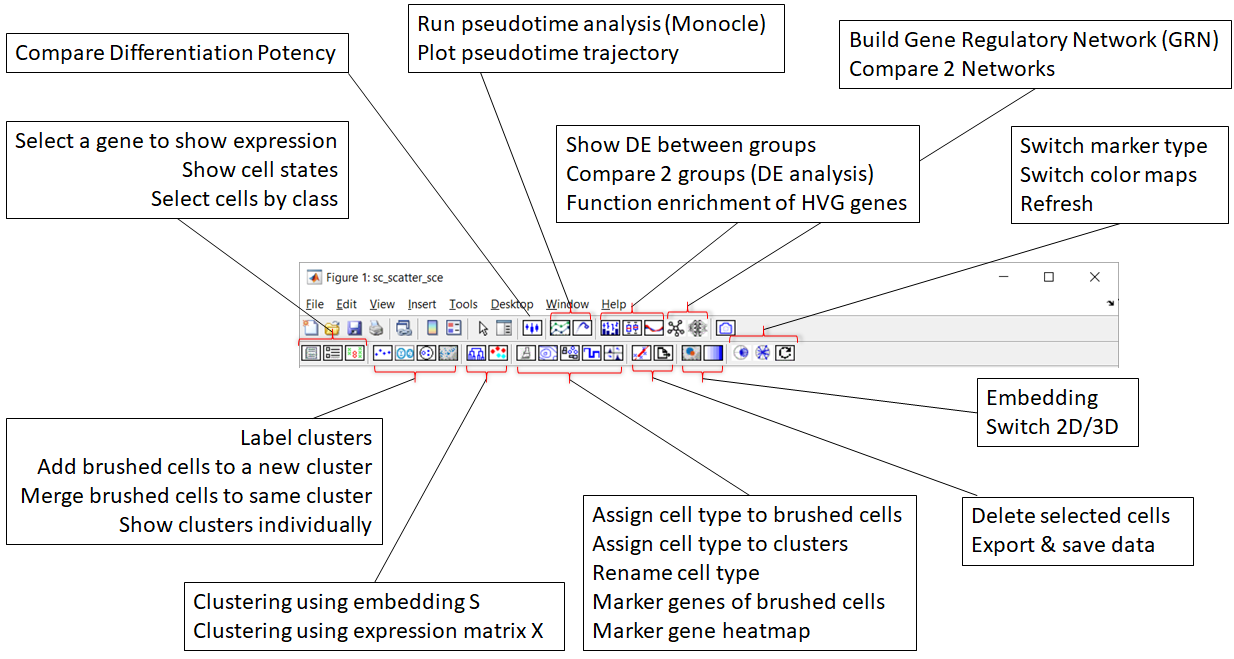 Compare Differentiation Potency
Run pseudotime analysis (Monocle)
Plot pseudotime trajectory
Build Gene Regulatory Network (GRN)
Compare 2 Networks
Select a gene to show expression
Show cell states
Select cells by class
Show DE between groups
Compare 2 groups (DE analysis)
Function enrichment of HVG genes
Switch marker type
Switch color maps
Refresh
Figure 1: sc_scatter_sce
File Edit View Insert Tools Desktop Window Help
Label clusters
Add brushed cells to a new cluster
Merge brushed cells to same cluster
Show clusters individually
Clustering using embedding S
Clustering using expression matrix X
Assign cell type to brushed cells
Assign cell type to clusters
Rename cell type
Marker genes of brushed cells
Marker gene heatmap
Embedding
Switch 2D/3D
Delete selected cells
Export & save data